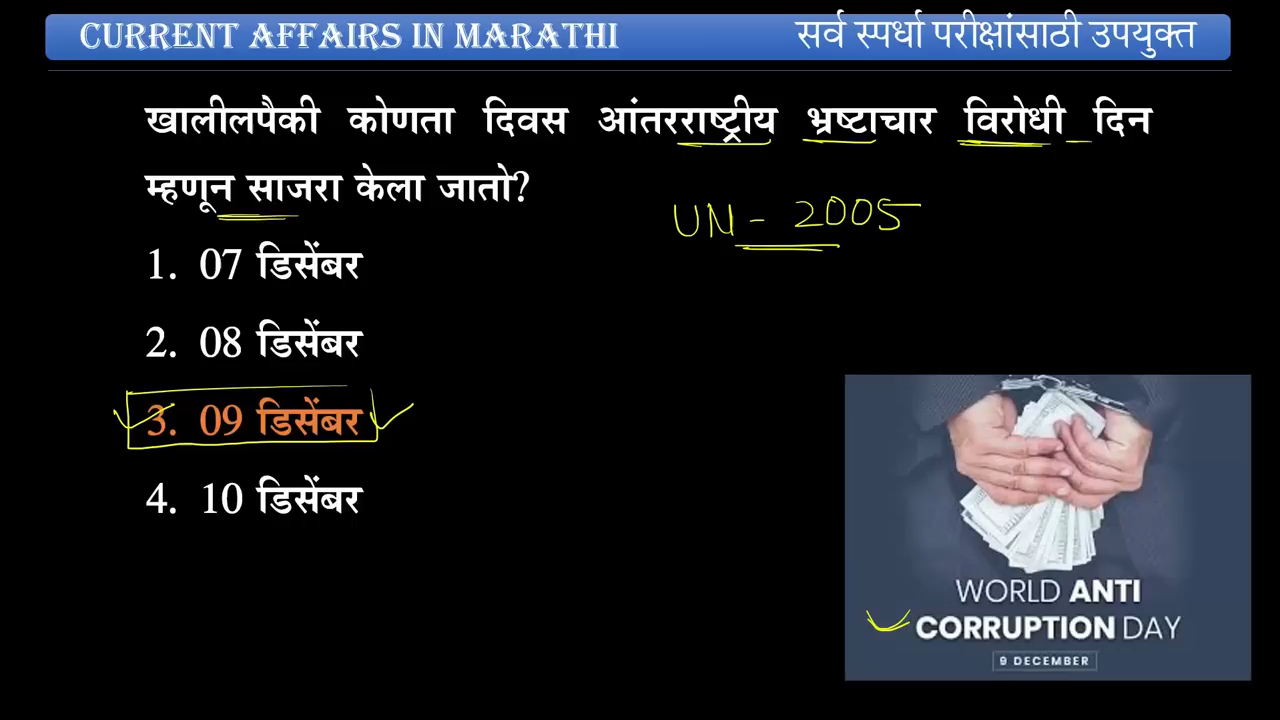 CURRENT AFFAIRS IN MARATHI
सर्व स्पर्धा परीक्षांसाठी उपयुक्त
खालीलपैकी कोणता दिवस आंतरराष्ट्रीय भ्रष्टाचार विरोधी दिन
म्हणून साजरा केला जातो?
UN - 2005
1. 07 डिसेंबर
2. 08 डिसेंबर
3. 09 डिसेंबर
4. 10 डिसेंबर
WORLD ANTI
CORRUPTION DAY
9 DECEMBER